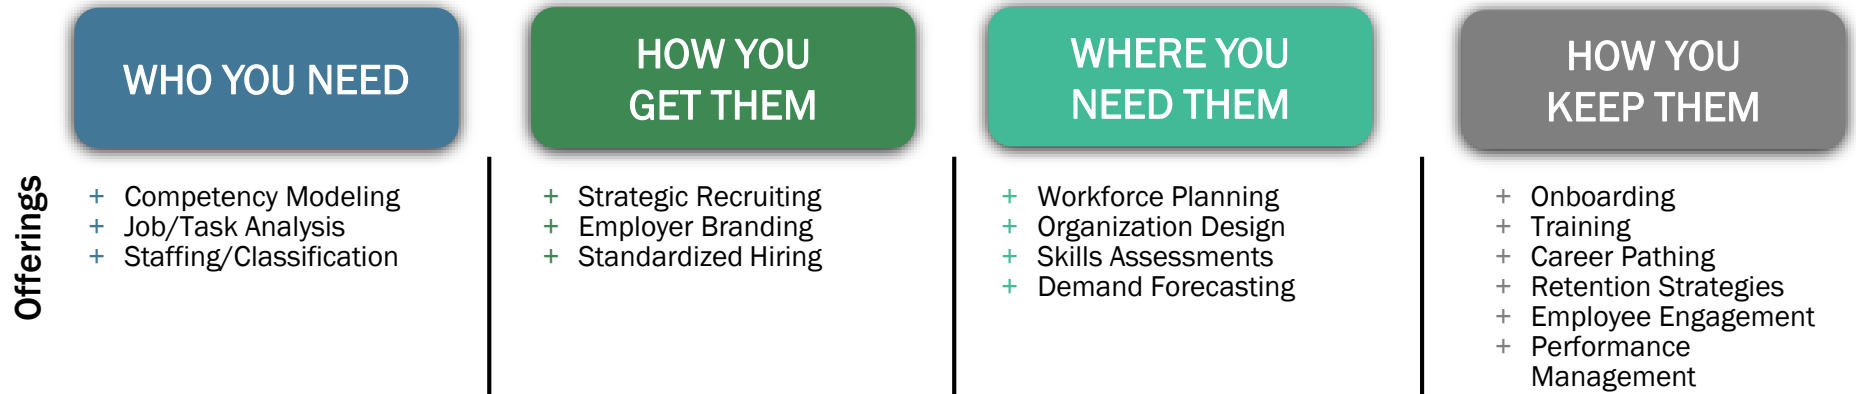 WHO YOU NEED
HOW YOU
GET THEM
WHERE YOU
NEED THEM
HOW YOU
KEEP THEM
Offerings
+ Competency Modeling
+ Job/Task Analysis
+ Staffing/Classification
+ Strategic Recruiting
+ Employer Branding
+ Standardized Hiring
+ Workforce Planning
+ Organization Design
+ Skills Assessments
+ Demand Forecasting
+ Onboarding
+ Training
+ Career Pathing
+ Retention Strategies
+ Employee Engagement
+ Performance
Management